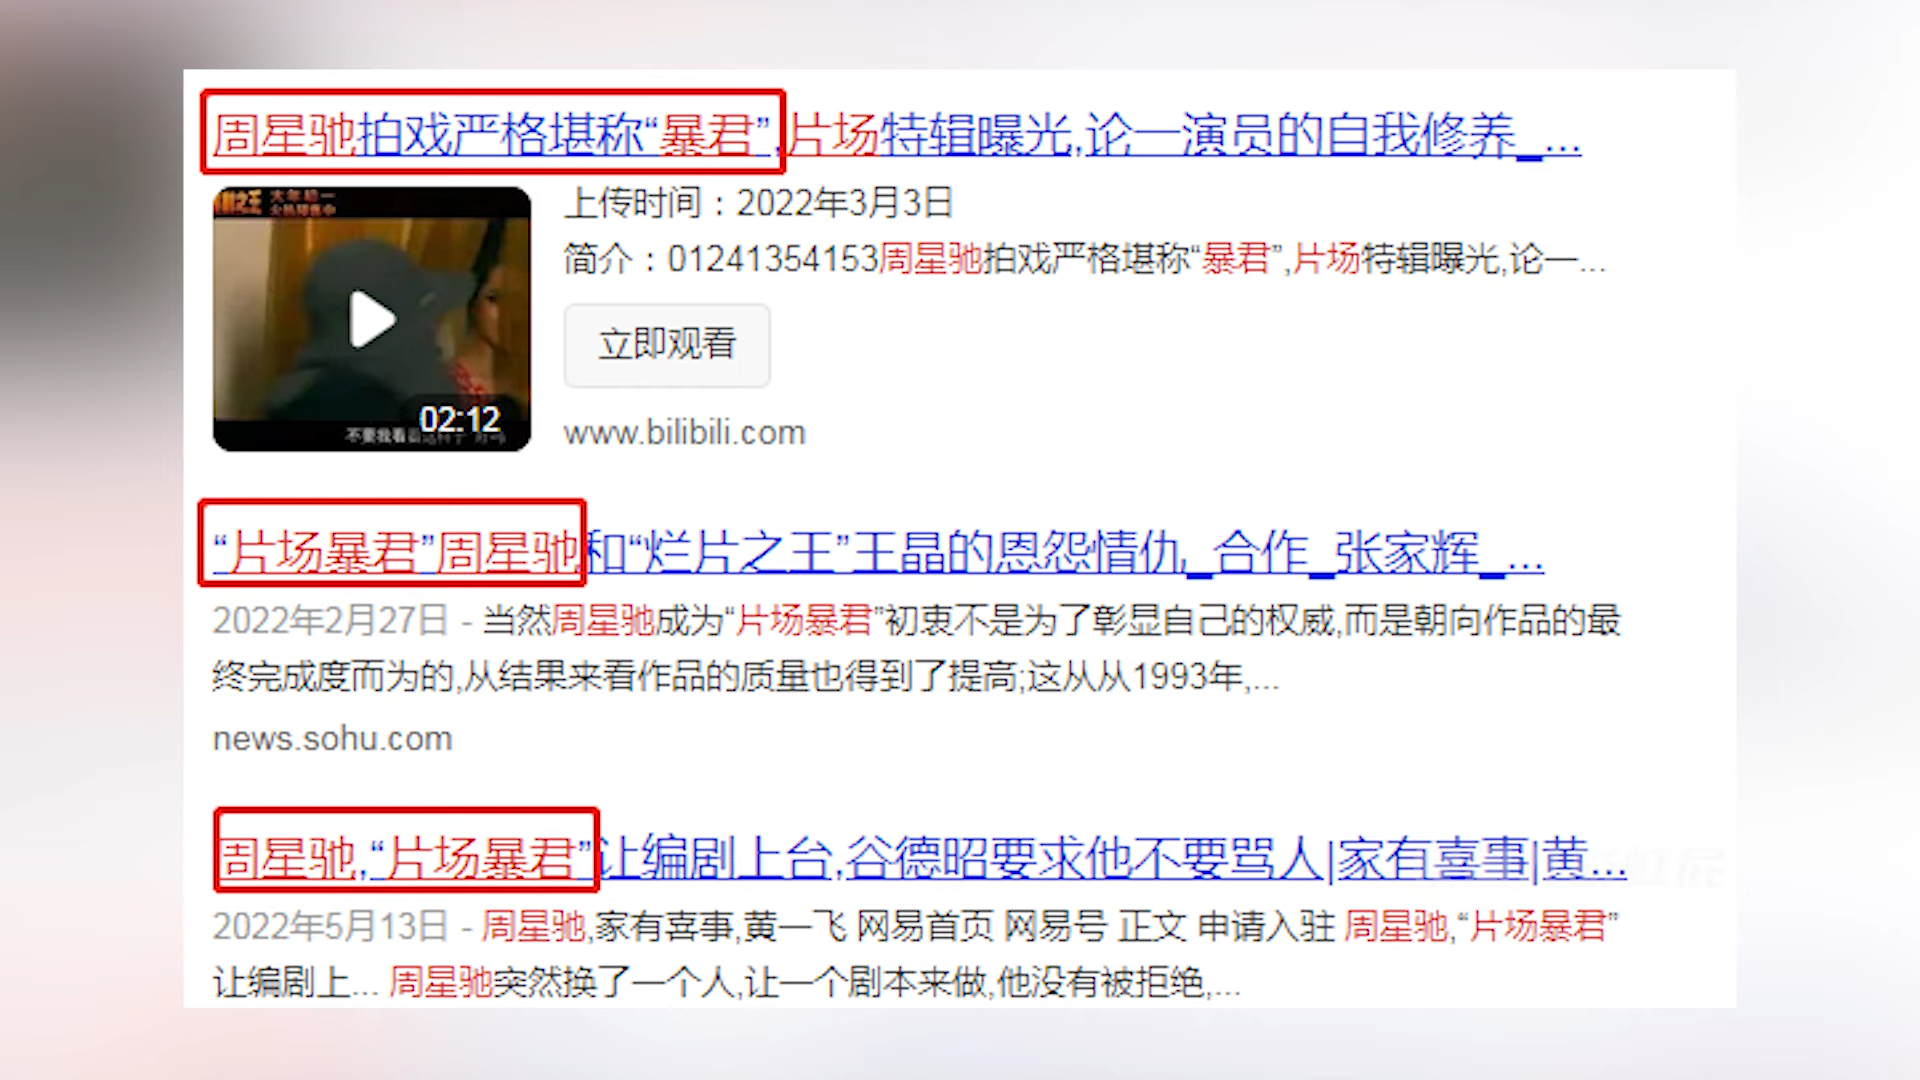 周星驰拍戏严格堪称“暴君”,片场特辑曝光,论一演员的自我修养_...
大年初一
上传时间：2022年3月3日
简介：01241354153周星驰拍戏严格堪称“暴君”,片场特辑曝光,论一...
立即观看
02:12
www.bilibili.com
“片场暴君”周星驰和“烂片之王”王晶的恩怨情仇_合作_张家辉_...
2022年2月27日 - 当然周星驰成为“片场暴君”初衷不是为了彰显自己的权威,而是朝向作品的最
终完成度而为的,从结果来看作品的质量也得到了提高;这从从1993年,...
news.sohu.com
周星驰,“片场暴君”让编剧上台,谷德昭要求他不要骂人|家有喜事|黄...
2022年5月13日 - 周星驰,家有喜事,黄一飞 网易首页 网易号 正文 申请入驻 周星驰,“片场暴君”
让编剧上... 周星驰突然换了一个人,让一个剧本来做,他没有被拒绝,...